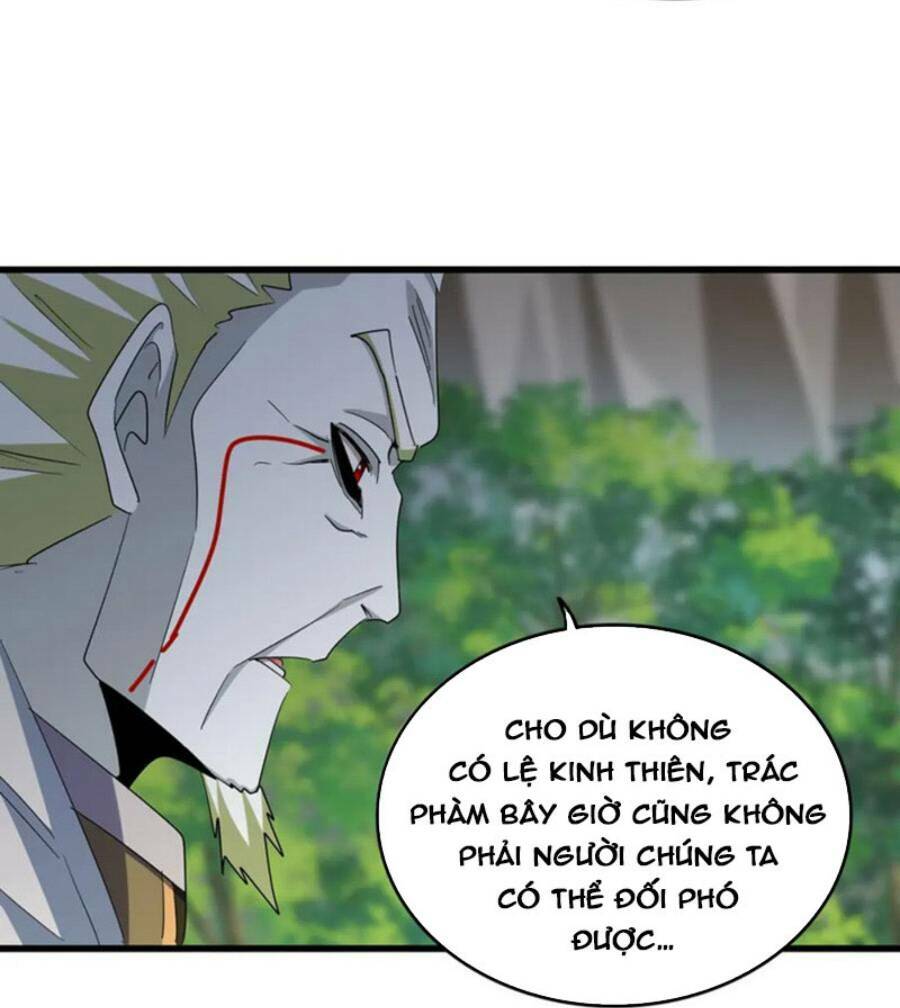 CHO DÙ KHÔNG
CÓ LỆ KINH THIÊN, TRÁC
PHÀM BÂY GIỜ CŨNG KHÔNG
PHẢI NGƯỜI CHÚNG TA
CÓ THỂ ĐỐI PHÓ
ĐƯỢC...